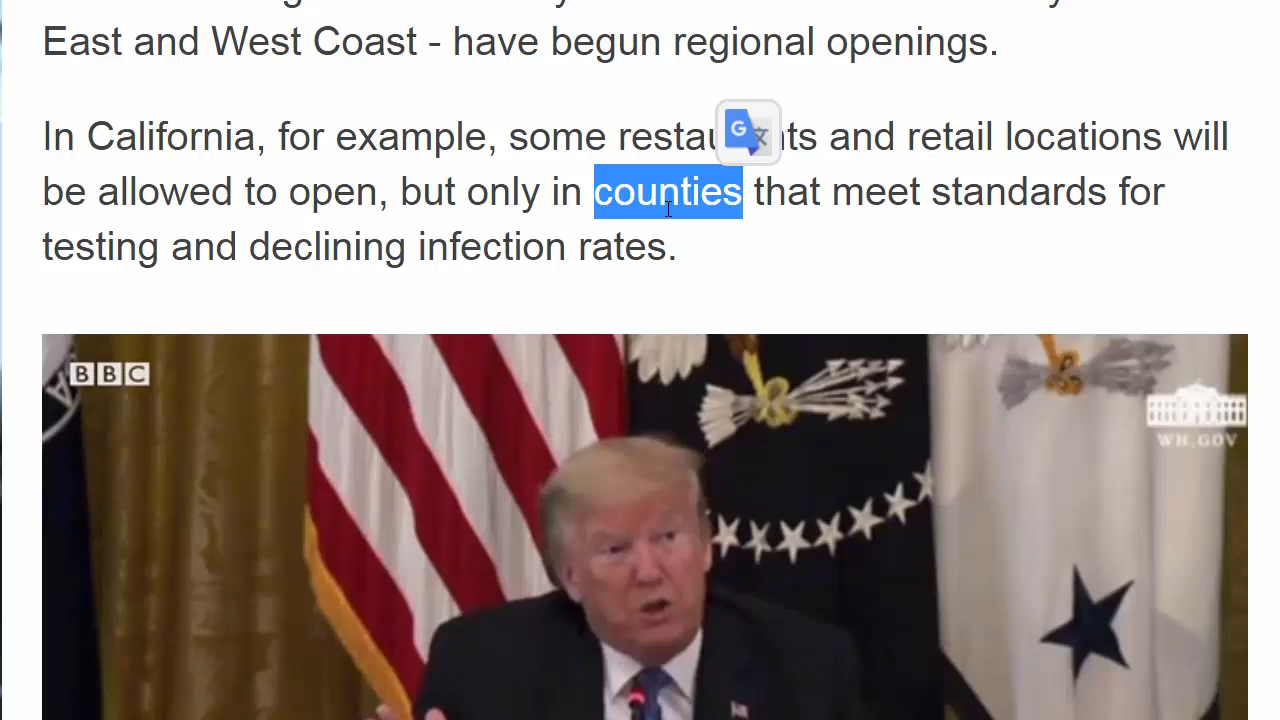 East and West Coast - have begun regional openings.
In California, for example, some and retail locations will
be allowed to open, but only in counties that meet standards for
testing and declining infection rates.
BBC
WH.GOV